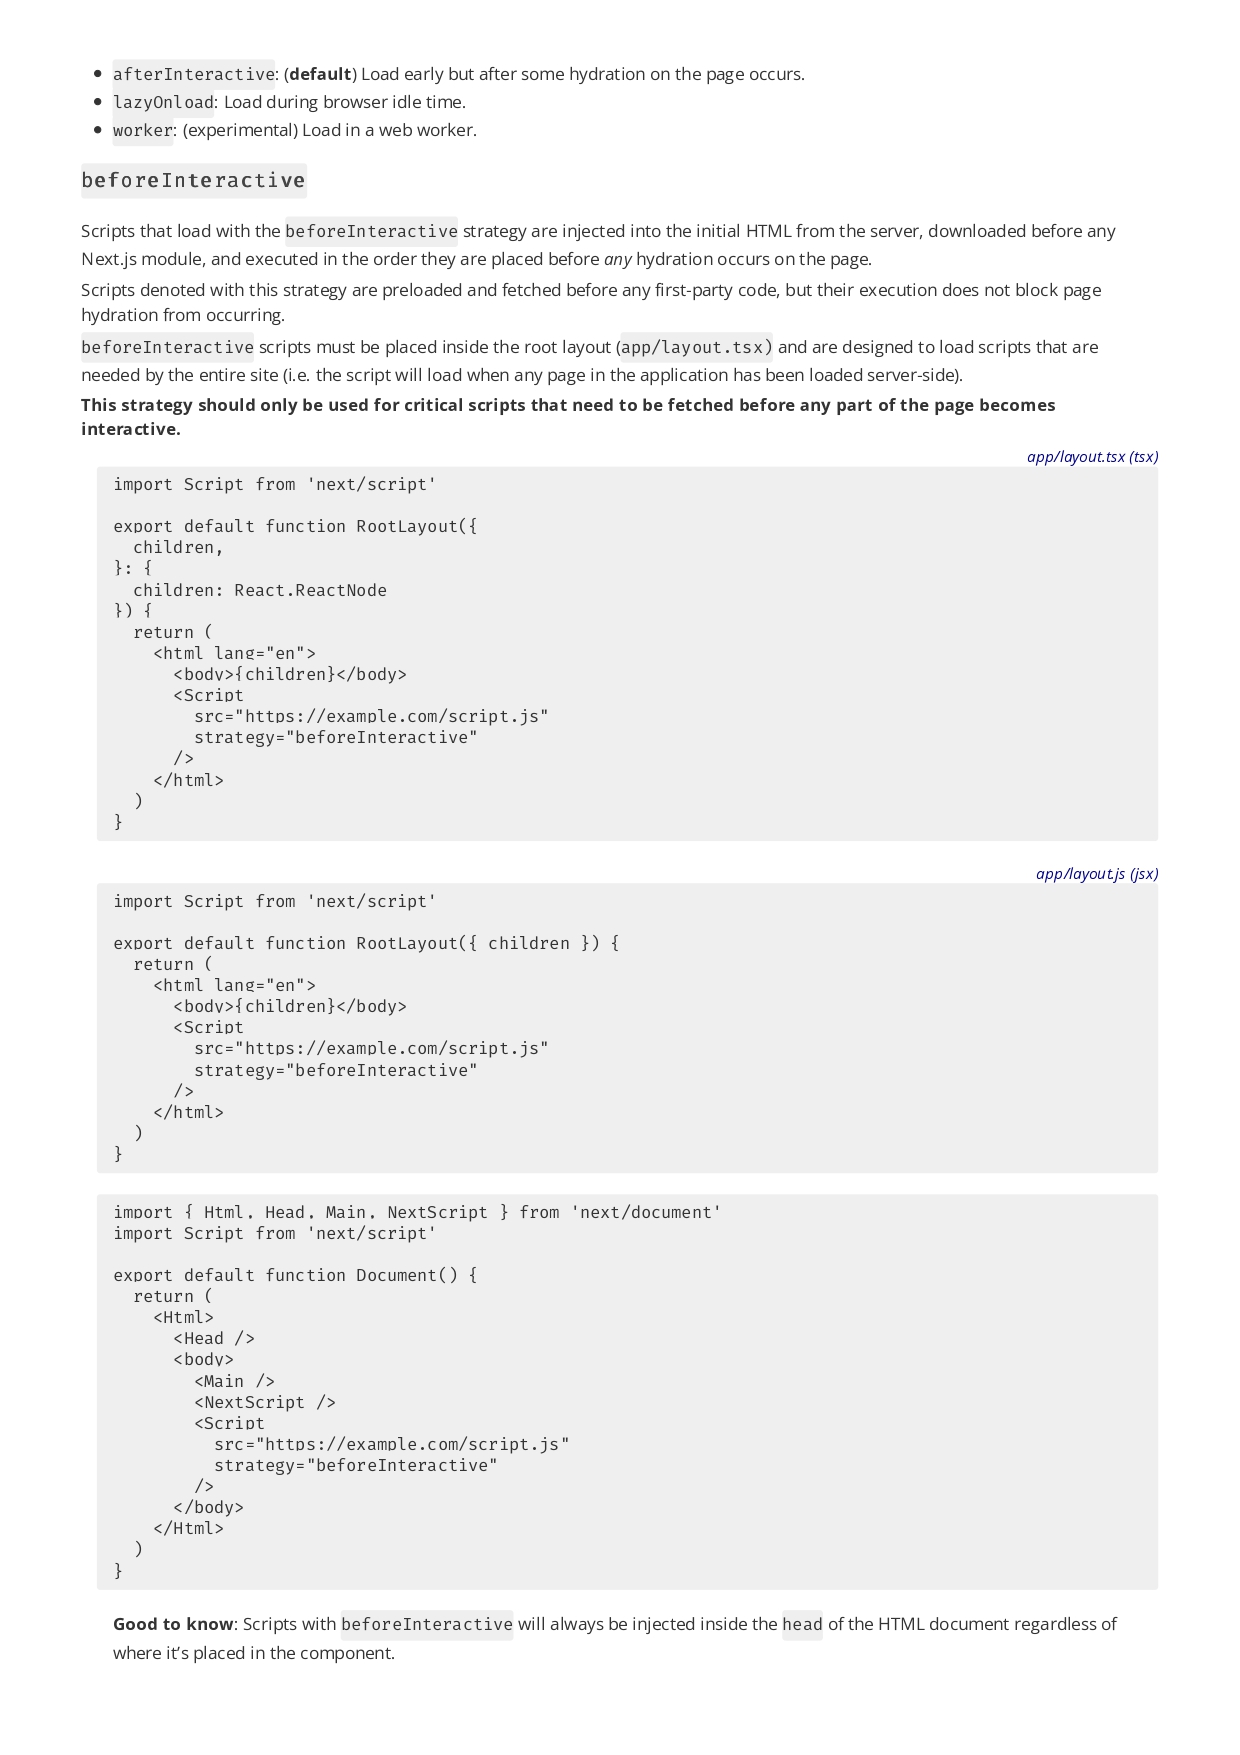 • afterInteractive: (default) Load early but after some hydration on the page occurs.
• lazyOnload: Load during browser idle time.
• worker: (experimental) Load in a web worker.
beforeInteractive
Scripts that load with the beforeInteractive strategy are injected into the initial HTML from the server, downloaded before any
Next.js module, and executed in the order they are placed before any hydration occurs on the page.
Scripts denoted with this strategy are preloaded and fetched before any first-party code, but their execution does not block page
hydration from occurring.
beforeInteractive scripts must be placed inside the root layout (app/layout.tsx) and are designed to load scripts that are
needed by the entire site (i.e. the script will load when any page in the application has been loaded server-side).
This strategy should only be used for critical scripts that need to be fetched before any part of the page becomes
interactive.
app/layout.tsx (tsx)
import Script from 'next/script'

export default function RootLayout({
  children,
}: {
  children: React.ReactNode
}) {
  return (
    <html lang="en">
      <body>{children}</body>
      <Script
        src="https://example.com/script.js"
        strategy="beforeInteractive"
      />
    </html>
  )
}
app/layout.js (jsx)
import Script from 'next/script'

export default function RootLayout({ children }) {
  return (
    <html lang="en">
      <body>{children}</body>
      <Script
        src="https://example.com/script.js"
        strategy="beforeInteractive"
      />
    </html>
  )
}
import { Html, Head, Main, NextScript } from 'next/document'
import Script from 'next/script'

export default function Document() {
  return (
    <Html>
      <Head />
      <body>
        <Main />
        <NextScript />
        <Script
          src="https://example.com/script.js"
          strategy="beforeInteractive"
        />
      </body>
    </Html>
  )
}
Good to know: Scripts with beforeInteractive will always be injected inside the head of the HTML document regardless of
where it’s placed in the component.